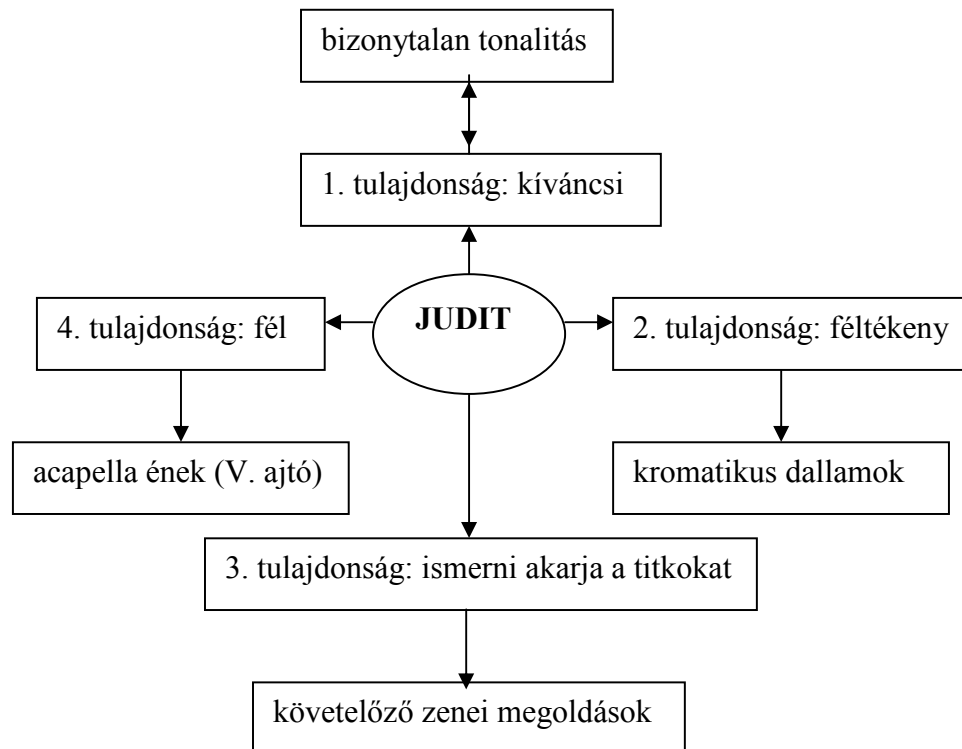 bizonytalan tonalitás
1. tulajdonság: kíváncsi
JUDIT
4. tulajdonság: fél
2. tulajdonság: féltékeny
acapella ének (V. ajtó)
kromatikus dallamok
3. tulajdonság: ismerni akarja a titkokat
követelőző zenei megoldások